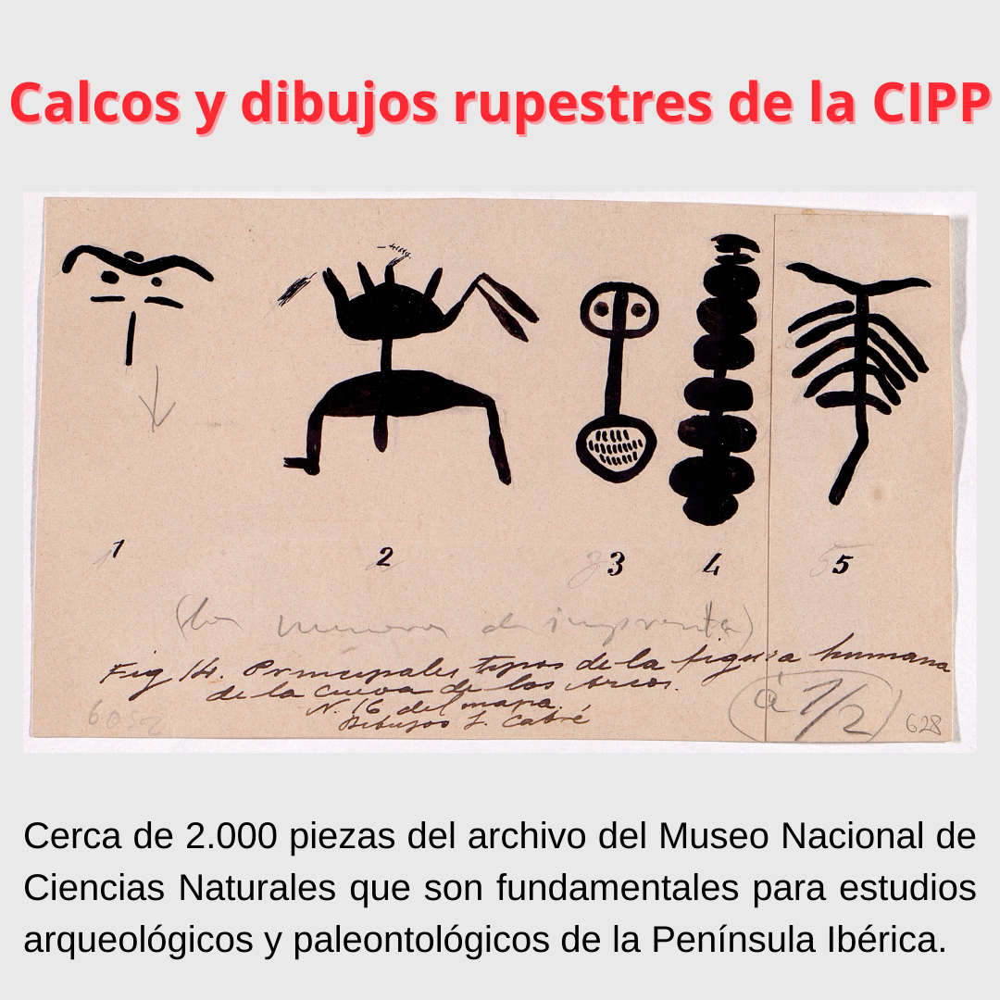 Calcos y dibujos rupestres de la CIPP
1 2 3 4 5
de imprenta)
Fig 14. Principales tipos de la figura humana
de la cueva de los Arcos.
N. 16 del mapa.
Dibujos J. Cabré
a 1/2
628
Cerca de 2.000 piezas del archivo del Museo Nacional de
Ciencias Naturales que son fundamentales para estudios
arqueológicos y paleontológicos de la Península Ibérica.